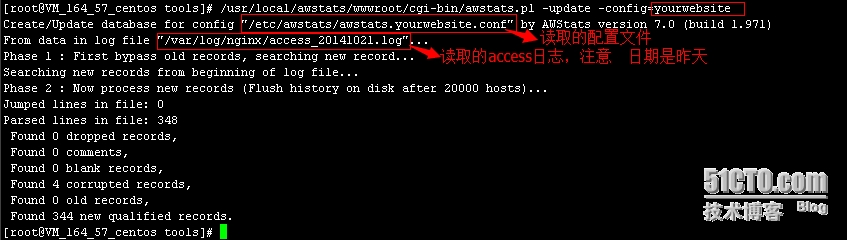 [root@VM_164_57_centos tools]# /usr/local/awstats/wwwroot/cgi-bin/awstats.pl -update -config=yourwebsite
Create/Update database for config "/etc/awstats/awstats.yourwebsite.conf" by AWStats version 7.0 (build 1.971)
From data in log file "/var/log/nginx/access_20141021.log"...
读取的配置文件
Phase 1 : First bypass old records, searching new record...
读取的access日志，注意 日期是昨天
Searching new records from beginning of log file...
Phase 2 : Now process new records (Flush history on disk after 20000 hosts)...
Jumped lines in file: 0
Parsed lines in file: 348
Found 0 dropped records,
Found 0 comments,
Found 0 blank records,
Found 4 corrupted records,
Found 0 old records,
Found 344 new qualified records.
[root@VM_164_57_centos tools]#
51CTO.com
技术博客 Blog